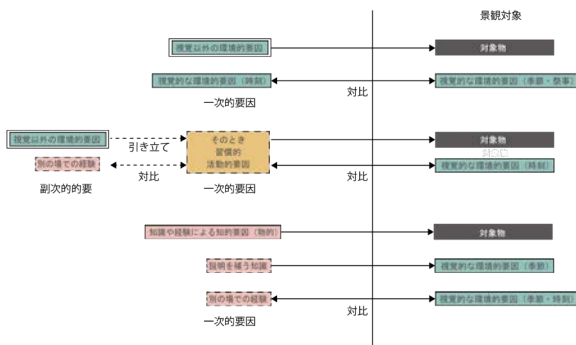 景観対象
視覚以外の環境的要因
対象物
視覚的な環境的要因（時刻）
視覚的な環境的要因（季節・祭事）
対比
一次的要因
視覚以外の環境的要因
引き立て
そのとき
習慣的
活動的要因
対象物
別の場での経験
対比
視覚的な環境的要因（時刻）
副次的的要
一次的要因
対比
知識や経験による知的要因（物的）
対象物
説明を補う知識
視覚的な環境的要因（季節）
別の場での経験
視覚的な環境的要因（季節・時刻）
対比
一次的要因